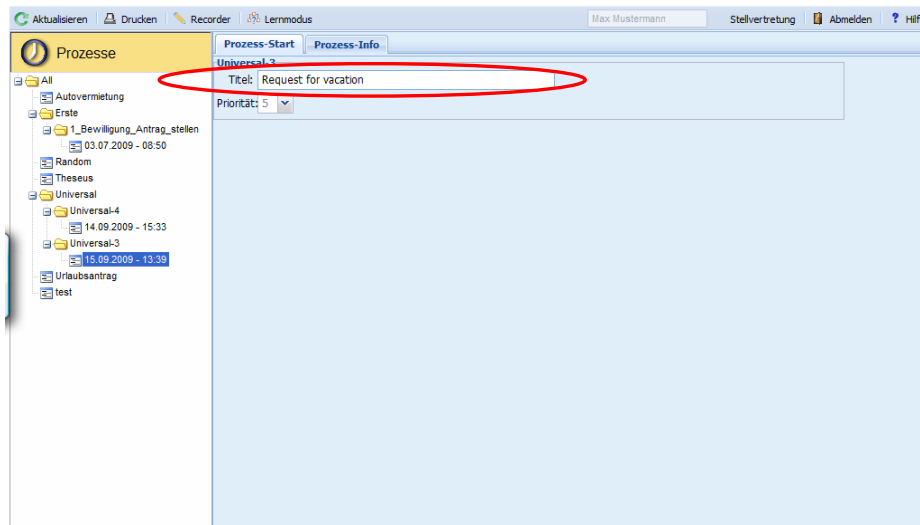 Aktualisieren Drucken Recorder Lernmodus Max Mustermann Stellvertretung Abmelden ? Hilf
Prozesse
Prozess-Start Prozess-Info
Universal-3
Titel: Request for vacation
Priorität: 5
All
Autovermietung
Erste
1_Bewilligung_Antrag_stellen
03.07.2009 - 08:50
Random
Theseus
Universal
Universal-4
14.09.2009 - 15:33
Universal-3
15.09.2009 - 13:39
Urlaubsantrag
test